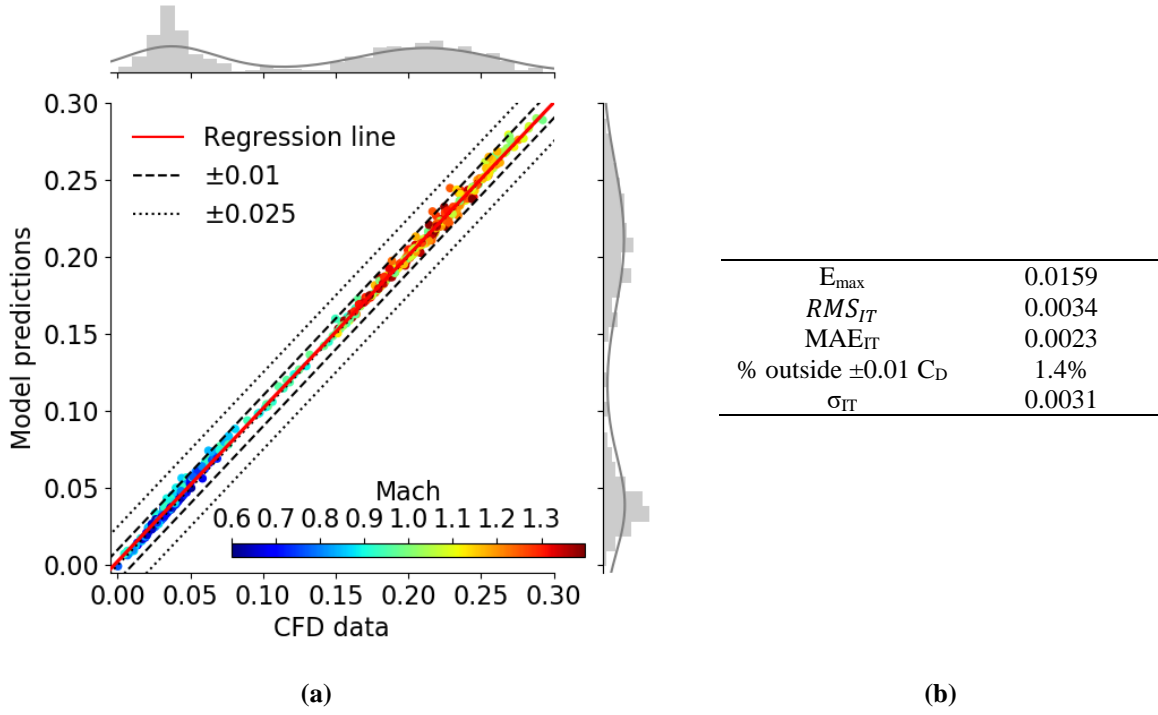 0.30
0.25
0.20
0.15
0.10
0.05
0.00
Model predictions
Regression line
±0.01
±0.025
Mach
0.6 0.7 0.8 0.9 1.0 1.1 1.2 1.3
0.00 0.05 0.10 0.15 0.20 0.25 0.30
CFD data
(a)
Emax 0.0159
RMSIT 0.0034
MAEIT 0.0023
% outside ±0.01 CD 1.4%
σIT 0.0031
(b)